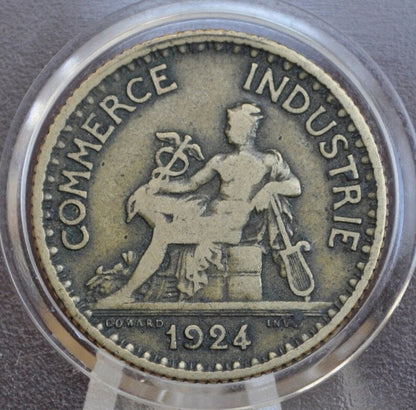 COMMERCE INDUSTRIE
DOMARD INV.
1924